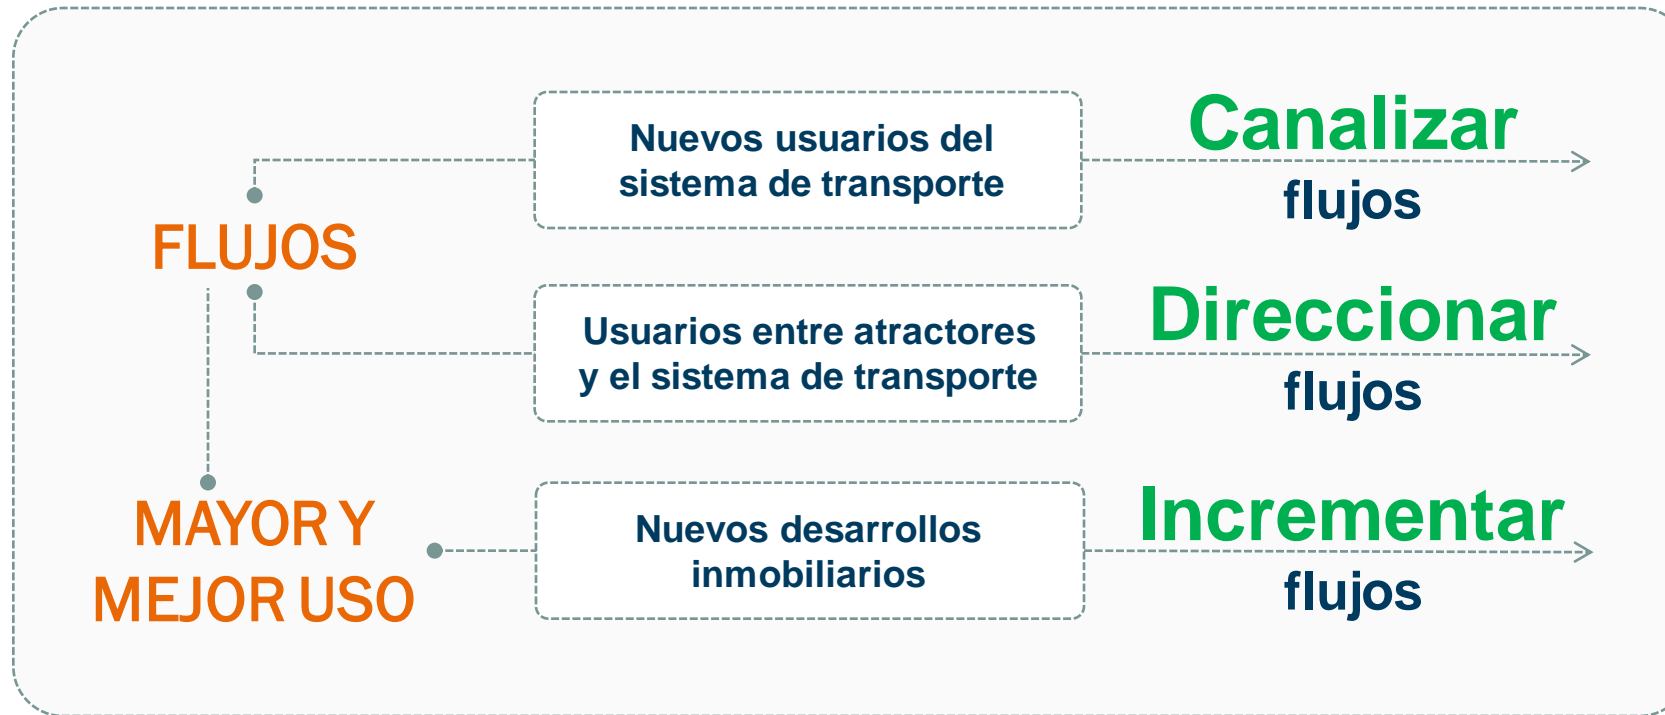 FLUJOS
Nuevos usuarios del
sistema de transporte
Canalizar
flujos
Usuarios entre atractores
y el sistema de transporte
Direccionar
flujos
MAYOR Y
MEJOR USO
Nuevos desarrollos
inmobiliarios
Incrementar
flujos